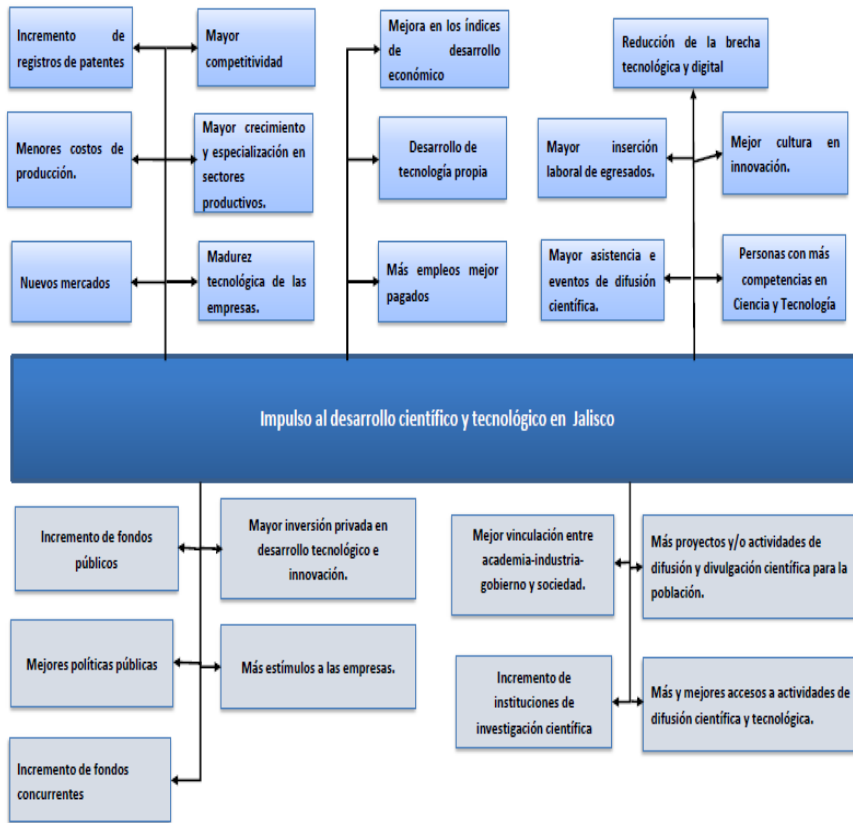 Incremento de
registros de patentes
Mayor
competitividad
Mejora en los índices
de desarrollo
económico
Reducción de la brecha
tecnológica y digital
Menores costos de
producción.
Mayor crecimiento
y especialización en
sectores
productivos.
Desarrollo de
tecnología propia
Mayor inserción
laboral de egresados.
Mejor cultura en
innovación.
Nuevos mercados
Madurez
tecnológica de las
empresas.
Más empleos mejor
pagados
Mayor asistencia e
eventos de difusión
científica.
Personas con más
competencias en
Ciencia y Tecnología
Impulso al desarrollo científico y tecnológico en Jalisco
Incremento de fondos
públicos
Mayor inversión privada en
desarrollo tecnológico e
innovación.
Mejor vinculación entre
academia-industria-
gobierno y sociedad.
Más proyectos y/o actividades de
difusión y divulgación científica para la
población.
Mejores políticas públicas
Más estímulos a las empresas.
Incremento de
instituciones de
investigación científica
Más y mejores accesos a actividades de
difusión científica y tecnológica.
Incremento de fondos
concurrentes